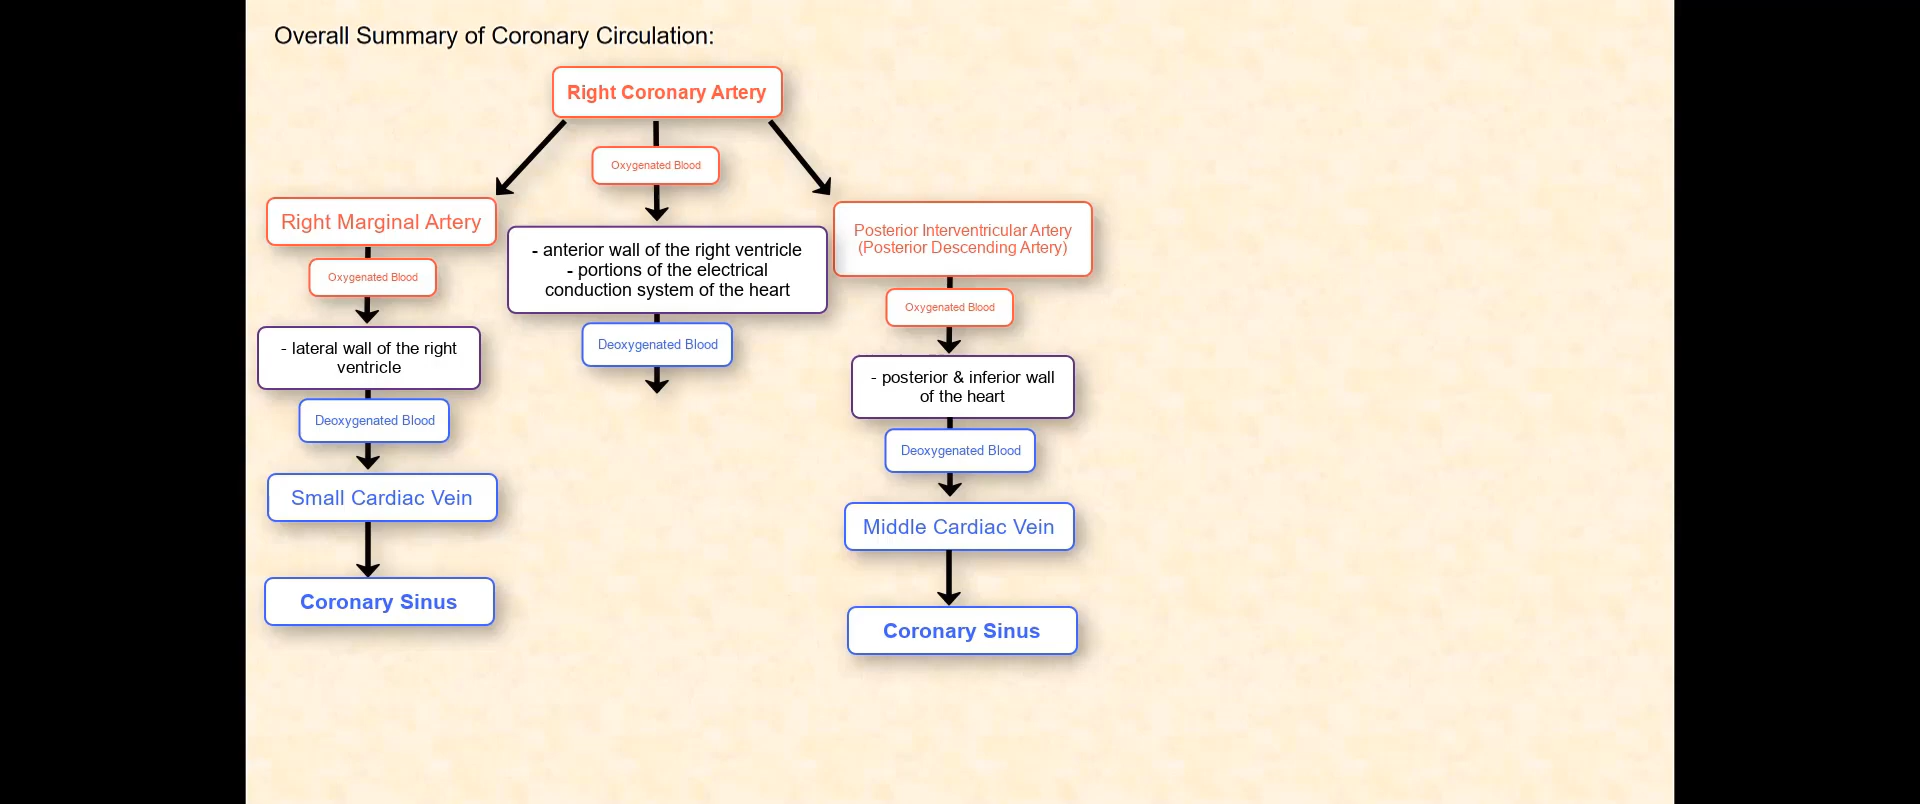 Overall Summary of Coronary Circulation:
Right Coronary Artery
Oxygenated Blood
Right Marginal Artery
Oxygenated Blood
- lateral wall of the right
ventricle
Deoxygenated Blood
Small Cardiac Vein
Coronary Sinus
- anterior wall of the right ventricle
- portions of the electrical
conduction system of the heart
Deoxygenated Blood
Posterior Interventricular Artery
(Posterior Descending Artery)
Oxygenated Blood
- posterior & inferior wall
of the heart
Deoxygenated Blood
Middle Cardiac Vein
Coronary Sinus